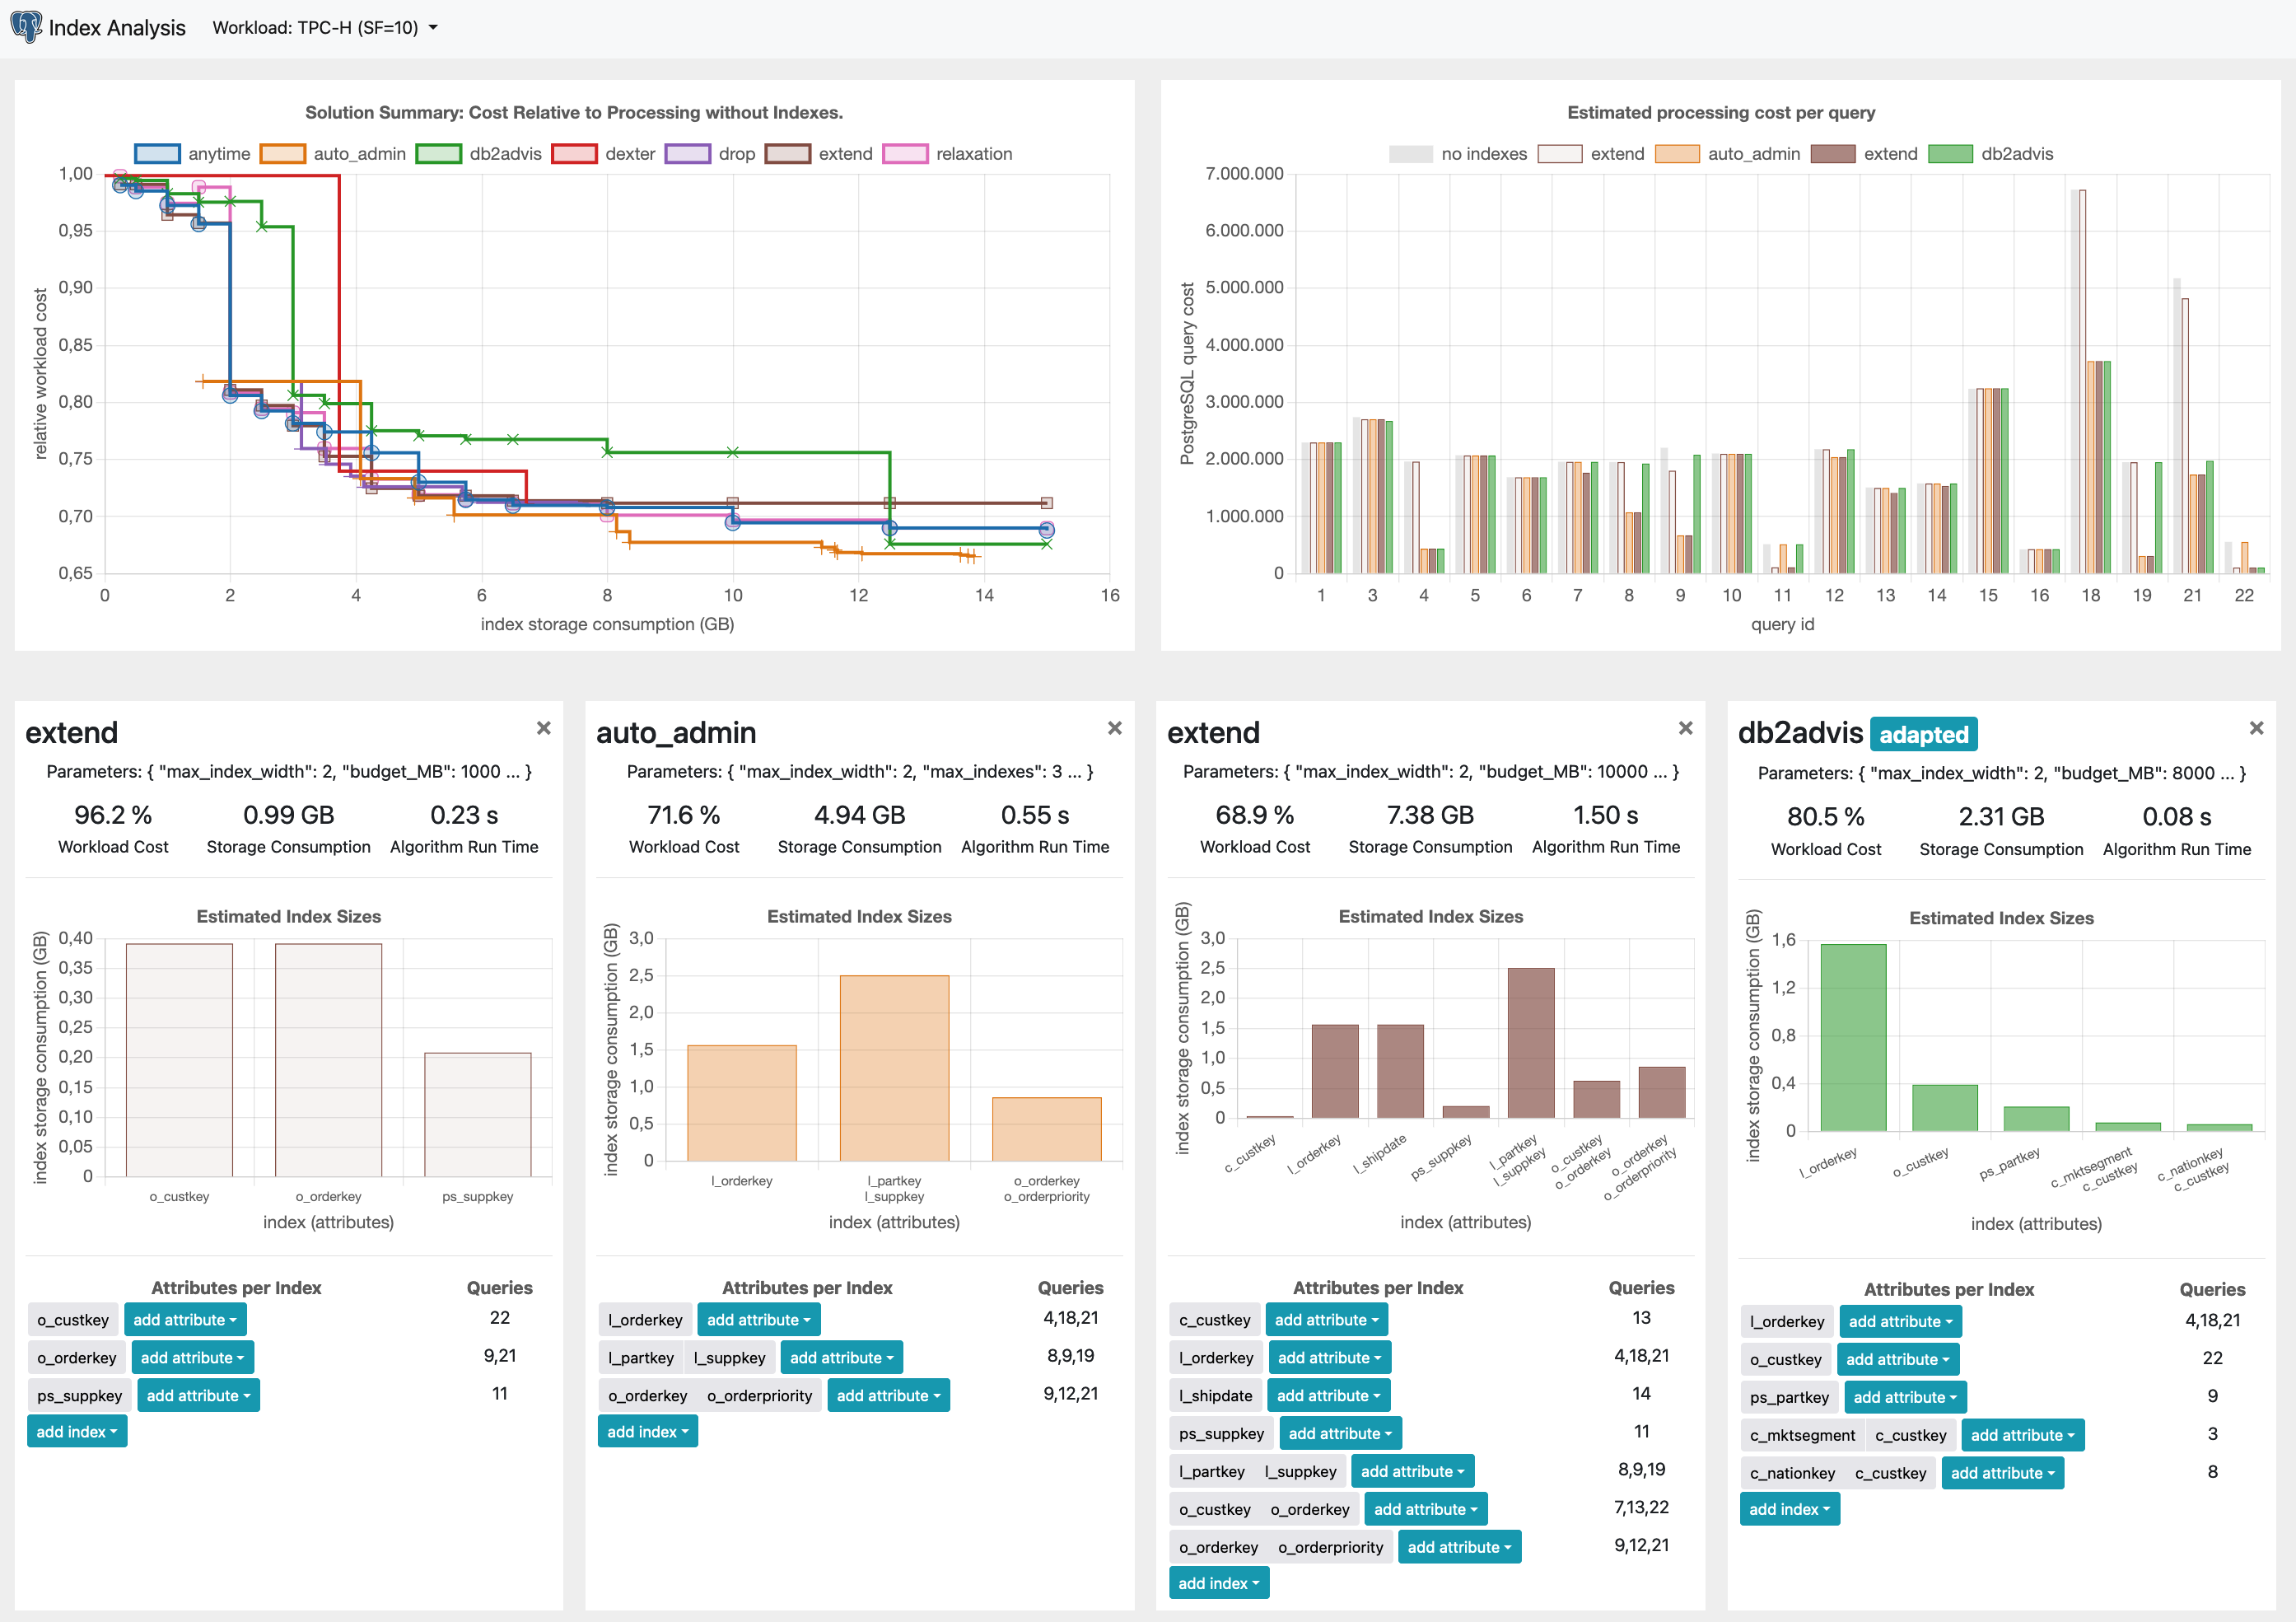 Index Analysis Workload: TPC-H (SF=10)
Solution Summary: Cost Relative to Processing without Indexes.
anytime auto_admin db2advis dexter drop extend relaxation
relative workload cost
1,00
0,95
0,90
0,85
0,80
0,75
0,70
0,65
0 2 4 6 8 10 12 14 16
index storage consumption (GB)
Estimated processing cost per query
no indexes extend auto_admin extend db2advis
PostgreSQL query cost
7.000.000
6.000.000
5.000.000
4.000.000
3.000.000
2.000.000
1.000.000
0
1 3 4 5 6 7 8 9 10 11 12 13 14 15 16 18 19 21 22
query id
extend ×
Parameters: { "max_index_width": 2, "budget_MB": 1000 ... }
96.2 % 0.99 GB 0.23 s
Workload Cost Storage Consumption Algorithm Run Time
Estimated Index Sizes
index storage consumption (GB)
0,40
0,35
0,30
0,25
0,20
0,15
0,10
0,05
0
o_custkey o_orderkey ps_suppkey
index (attributes)
Attributes per Index Queries
o_custkey add attribute 22
o_orderkey add attribute 9,21
ps_suppkey add attribute 11
add index
auto_admin ×
Parameters: { "max_index_width": 2, "max_indexes": 3 ... }
71.6 % 4.94 GB 0.55 s
Workload Cost Storage Consumption Algorithm Run Time
Estimated Index Sizes
index storage consumption (GB)
3,0
2,5
2,0
1,5
1,0
0,5
0
l_orderkey l_partkey o_orderkey
l_suppkey o_orderpriority
index (attributes)
Attributes per Index Queries
l_orderkey add attribute 4,18,21
l_partkey l_suppkey add attribute 8,9,19
o_orderkey o_orderpriority add attribute 9,12,21
add index
extend ×
Parameters: { "max_index_width": 2, "budget_MB": 10000 ... }
68.9 % 7.38 GB 1.50 s
Workload Cost Storage Consumption Algorithm Run Time
Estimated Index Sizes
index storage consumption (GB)
3,0
2,5
2,0
1,5
1,0
0,5
0
c_custkey l_orderkey l_shipdate ps_suppkey l_partkey o_custkey o_orderkey
l_suppkey o_orderkey o_orderpriority
index (attributes)
Attributes per Index Queries
c_custkey add attribute 13
l_orderkey add attribute 4,18,21
l_shipdate add attribute 14
ps_suppkey add attribute 11
l_partkey l_suppkey add attribute 8,9,19
o_custkey o_orderkey add attribute 7,13,22
o_orderkey o_orderpriority add attribute 9,12,21
add index
db2advis adapted ×
Parameters: { "max_index_width": 2, "budget_MB": 8000 ... }
80.5 % 2.31 GB 0.08 s
Workload Cost Storage Consumption Algorithm Run Time
Estimated Index Sizes
index storage consumption (GB)
1,6
1,2
0,8
0,4
0
l_orderkey o_custkey ps_partkey c_mktsegment c_nationkey
c_custkey c_custkey
index (attributes)
Attributes per Index Queries
l_orderkey add attribute 4,18,21
o_custkey add attribute 22
ps_partkey add attribute 9
c_mktsegment c_custkey add attribute 3
c_nationkey c_custkey add attribute 8
add index